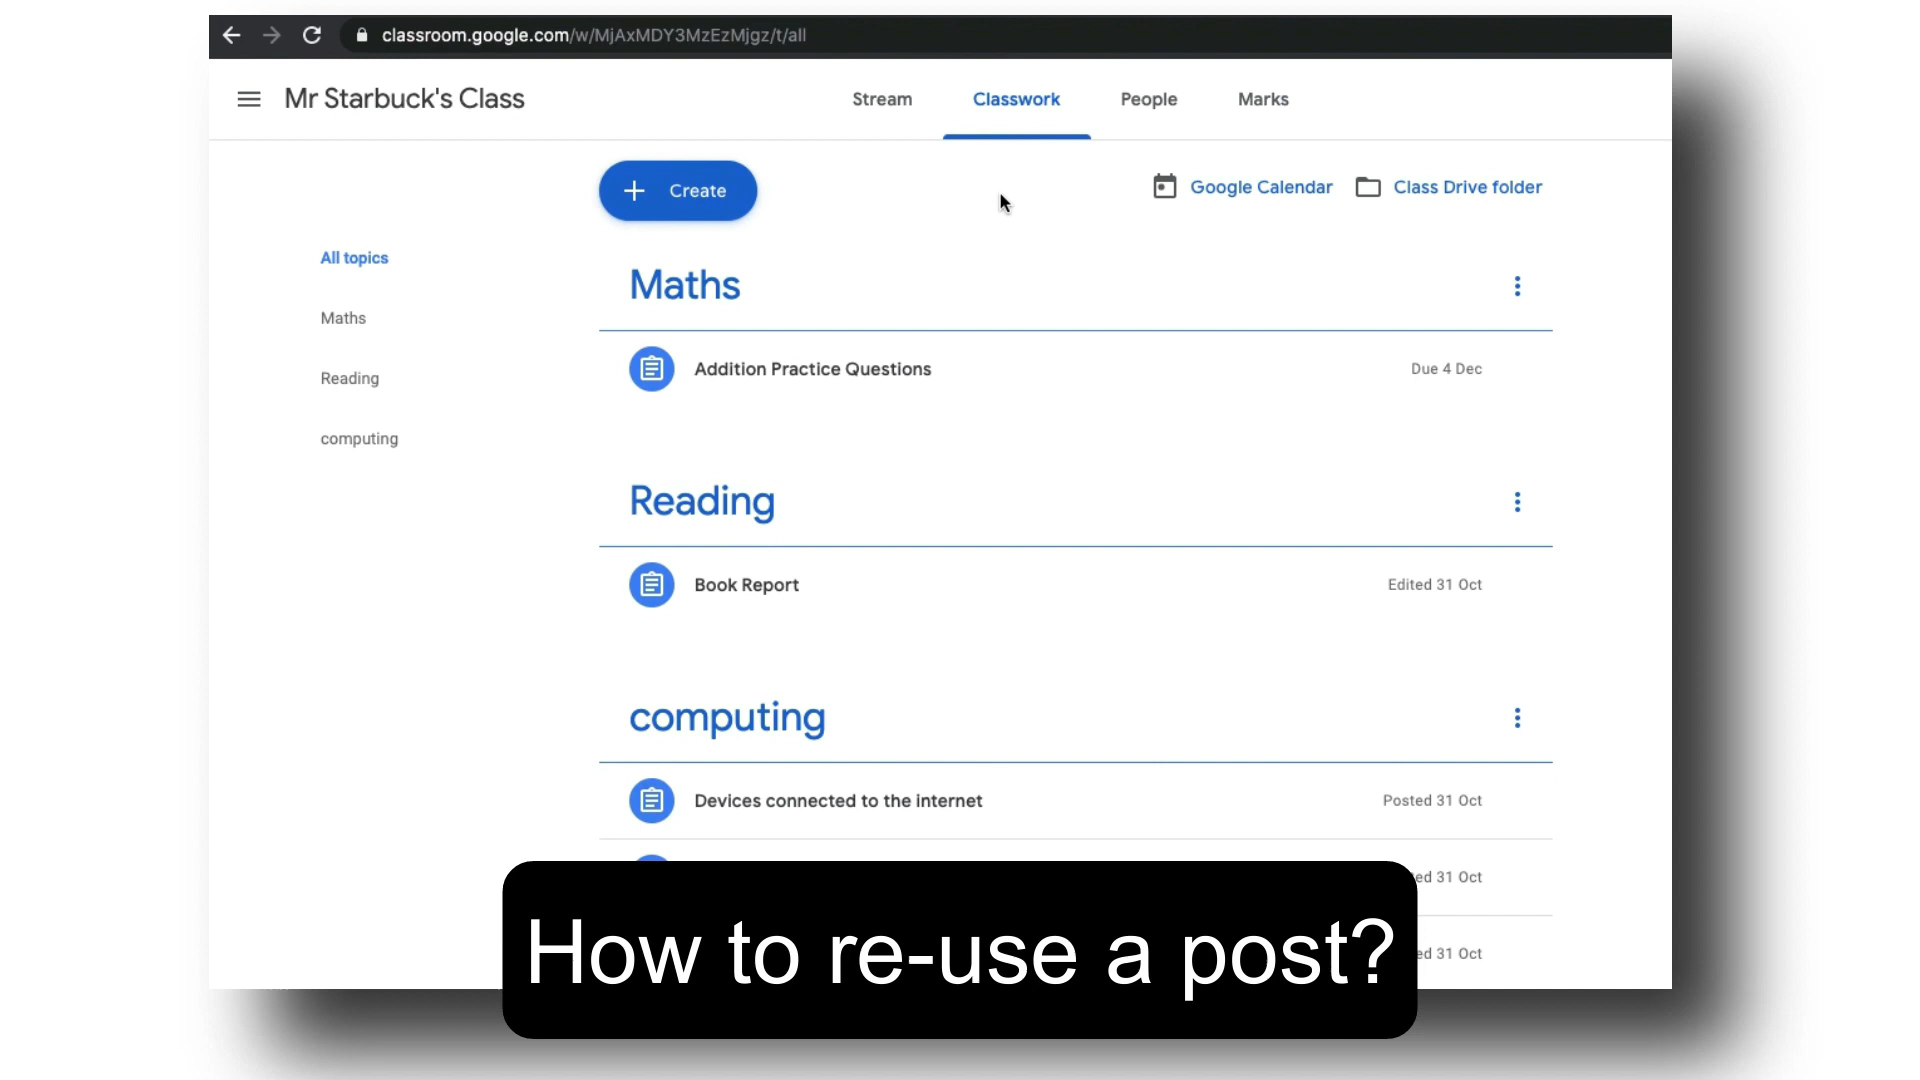 classroom.google.com/w/MjAxMDY3MzEzMjgz/t/all
Mr Starbuck's Class
Stream
Classwork
People
Marks
Create
Google Calendar
Class Drive folder
All topics
Maths
Reading
computing
Maths
Addition Practice Questions
Due 4 Dec
Reading
Book Report
Edited 31 Oct
computing
Devices connected to the internet
Posted 31 Oct
31 Oct
31 Oct
How to re-use a post?